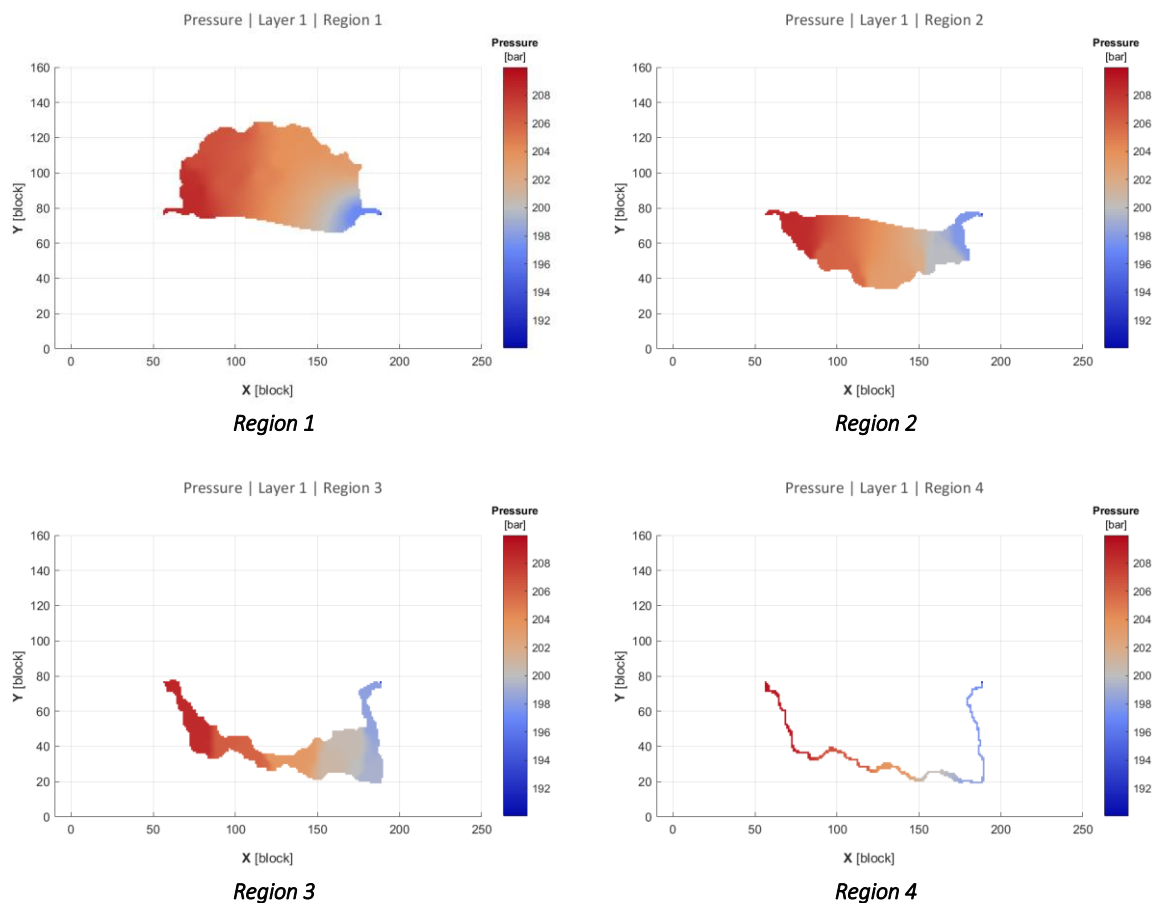 Pressure | Layer 1 | Region 1
Pressure
[bar]
160
140
120
100
80
60
40
20
0
Y [block]
0 50 100 150 200 250
X [block]
208
206
204
202
200
198
196
194
192
Region 1
Pressure | Layer 1 | Region 2
Pressure
[bar]
160
140
120
100
80
60
40
20
0
Y [block]
0 50 100 150 200 250
X [block]
208
206
204
202
200
198
196
194
192
Region 2
Pressure | Layer 1 | Region 3
Pressure
[bar]
160
140
120
100
80
60
40
20
0
Y [block]
0 50 100 150 200 250
X [block]
208
206
204
202
200
198
196
194
192
Region 3
Pressure | Layer 1 | Region 4
Pressure
[bar]
160
140
120
100
80
60
40
20
0
Y [block]
0 50 100 150 200 250
X [block]
208
206
204
202
200
198
196
194
192
Region 4